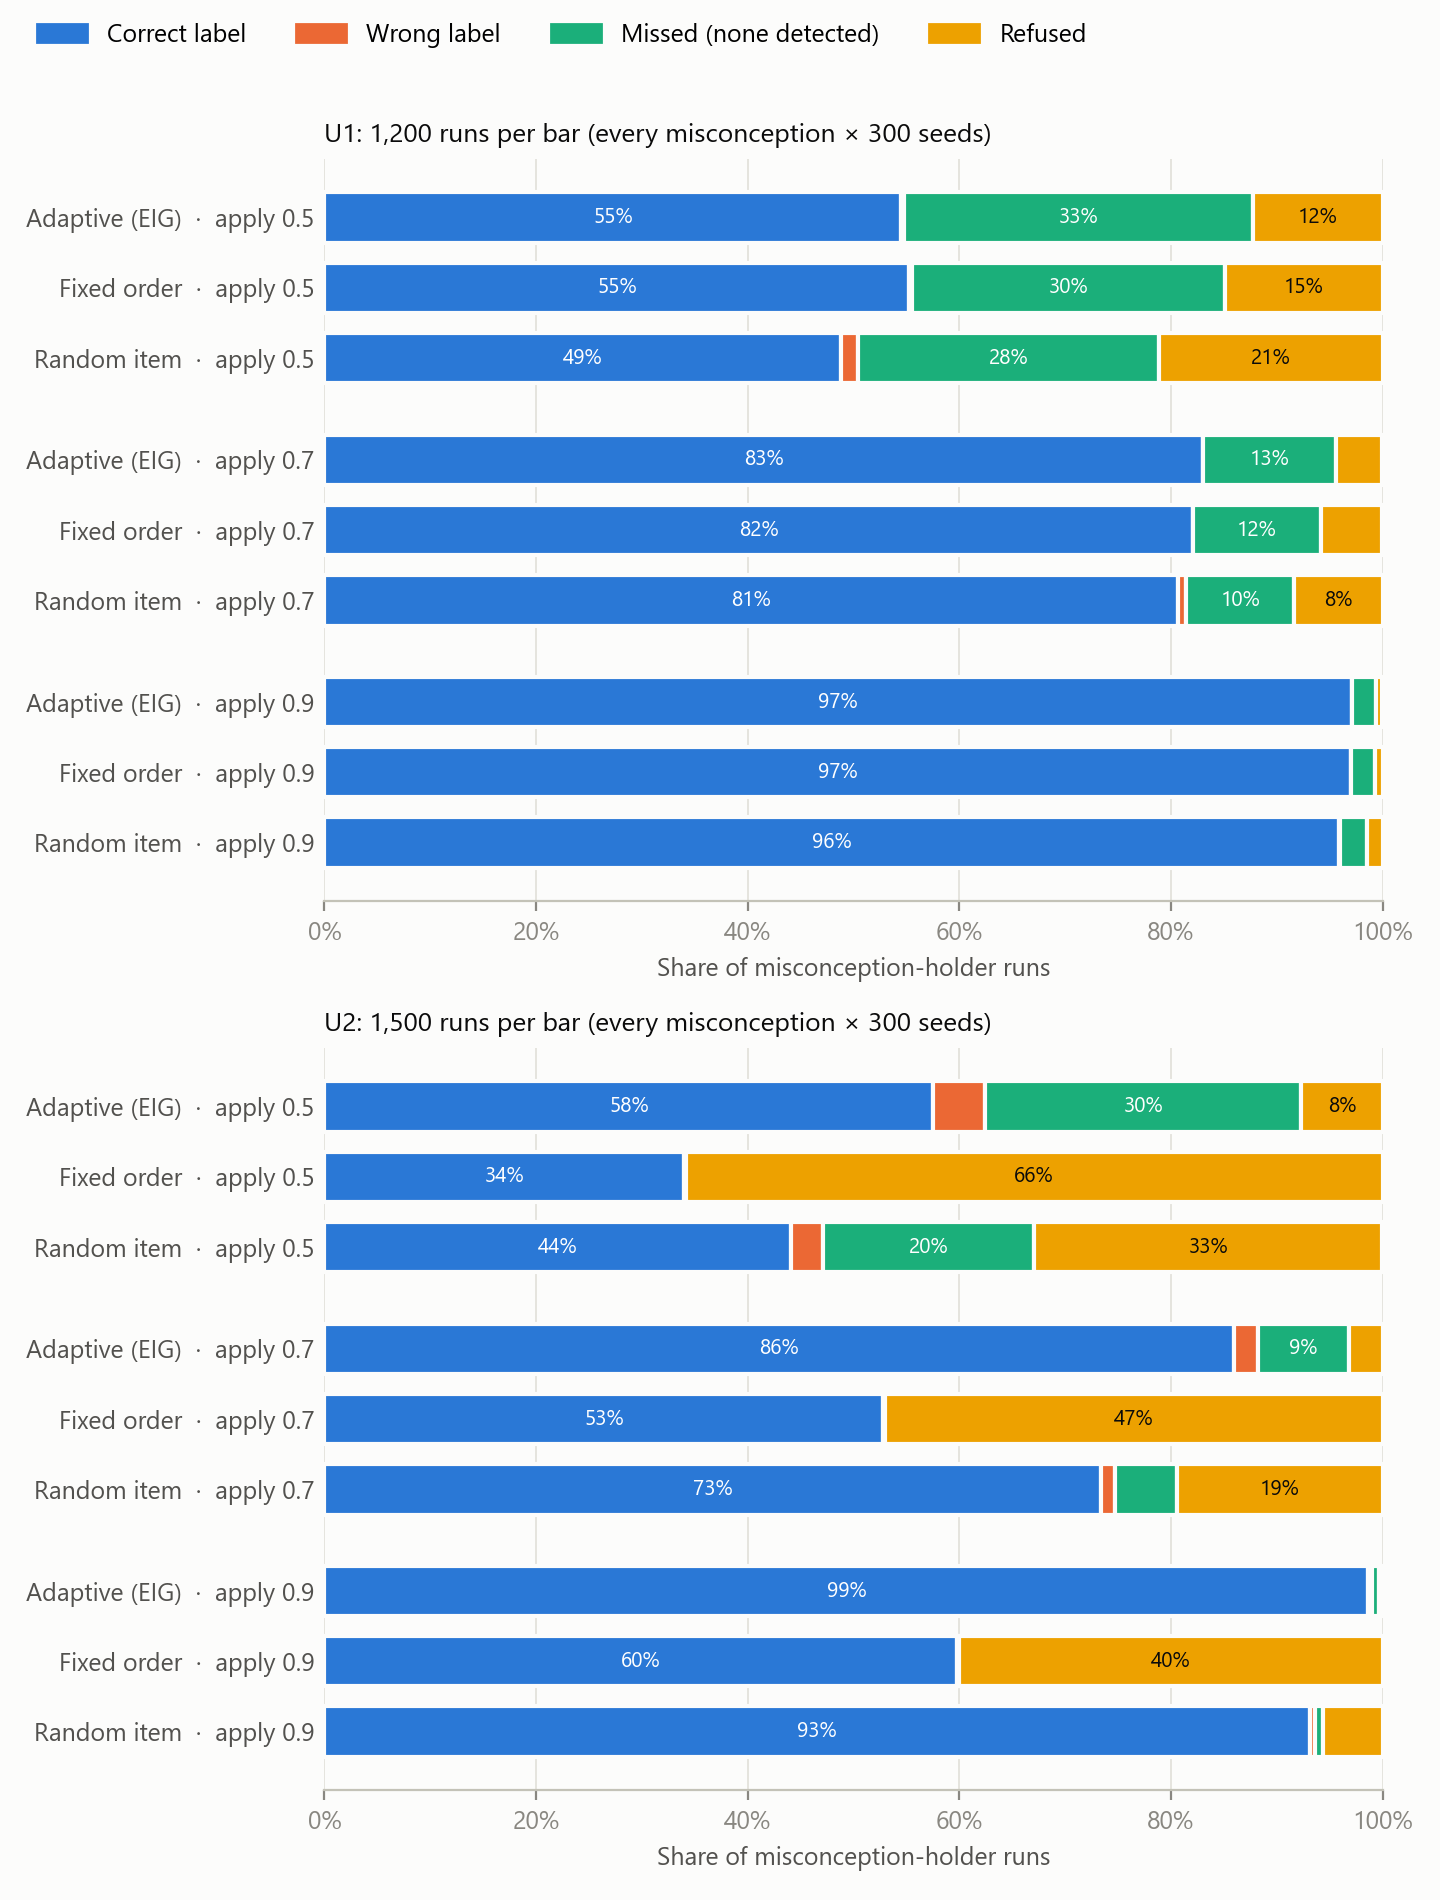 Correct label Wrong label Missed (none detected) Refused
U1: 1,200 runs per bar (every misconception × 300 seeds)
Adaptive (EIG) · apply 0.5 55% 33% 12%
Fixed order · apply 0.5 55% 30% 15%
Random item · apply 0.5 49% 28% 21%
Adaptive (EIG) · apply 0.7 83% 13%
Fixed order · apply 0.7 82% 12%
Random item · apply 0.7 81% 10% 8%
Adaptive (EIG) · apply 0.9 97%
Fixed order · apply 0.9 97%
Random item · apply 0.9 96%
0% 20% 40% 60% 80% 100%
Share of misconception-holder runs
U2: 1,500 runs per bar (every misconception × 300 seeds)
Adaptive (EIG) · apply 0.5 58% 30% 8%
Fixed order · apply 0.5 34% 66%
Random item · apply 0.5 44% 20% 33%
Adaptive (EIG) · apply 0.7 86% 9%
Fixed order · apply 0.7 53% 47%
Random item · apply 0.7 73% 19%
Adaptive (EIG) · apply 0.9 99%
Fixed order · apply 0.9 60% 40%
Random item · apply 0.9 93%
0% 20% 40% 60% 80% 100%
Share of misconception-holder runs